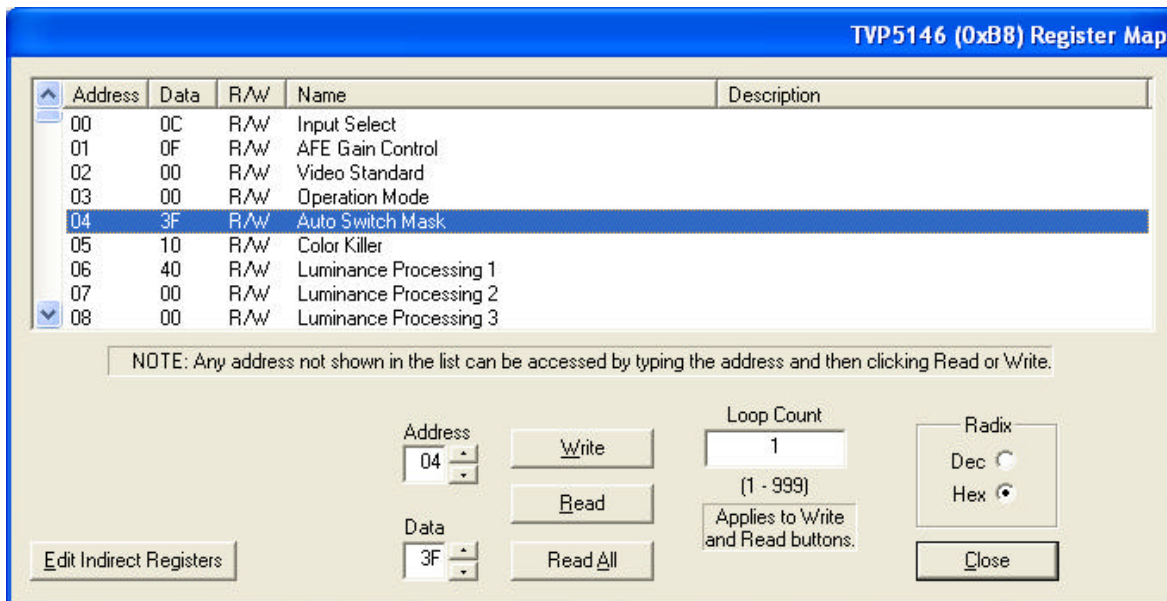 TVP5146 (0xB8) Register Map
Address Data R/W Name Description
00 0C R/W Input Select
01 0F R/W AFE Gain Control
02 00 R/W Video Standard
03 00 R/W Operation Mode
04 3F R/W Auto Switch Mask
05 10 R/W Color Killer
06 40 R/W Luminance Processing 1
07 00 R/W Luminance Processing 2
08 00 R/W Luminance Processing 3
NOTE: Any address not shown in the list can be accessed by typing the address and then clicking Read or Write.
Address
04
Write
Read
Data
3F
Read All
Loop Count
1
(1 - 999)
Applies to Write
and Read buttons.
Radix
Dec
Hex
Edit Indirect Registers
Close